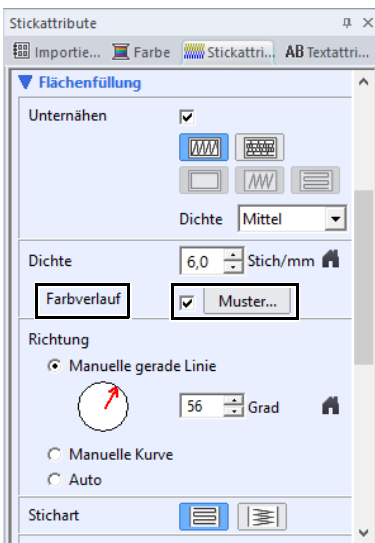 Stickattribute
Importie... Farbe Stickattri... AB Textattri...
Flächenfüllung
Unternähen
Dichte Mittel
Dichte 6,0 Stich/mm
Farbverlauf Muster...
Richtung
Manuelle gerade Linie
56 Grad
Manuelle Kurve
Auto
Stichart